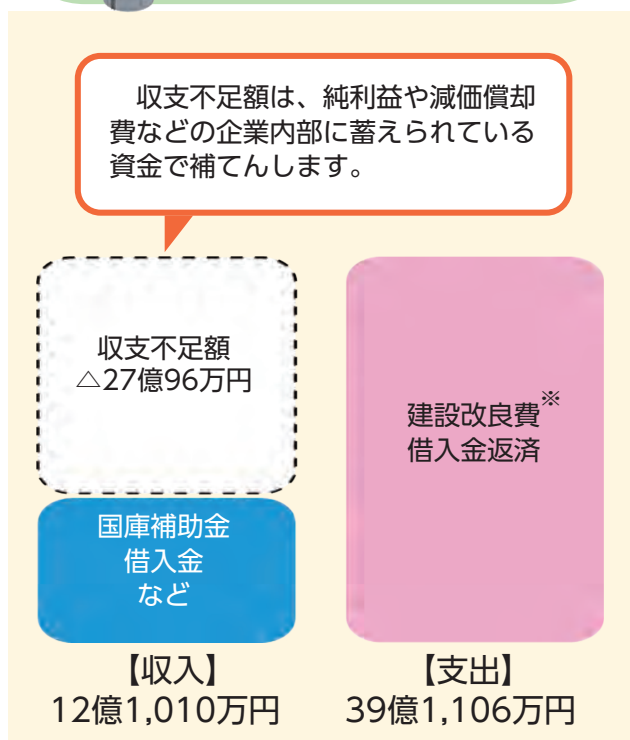 収支不足額は、純利益や減価償却
費などの企業内部に蓄えられている
資金で補てんします。
収支不足額
△27億96万円
国庫補助金
借入金
など
建設改良費※
借入金返済
【収入】
12億1,010万円
【支出】
39億1,106万円